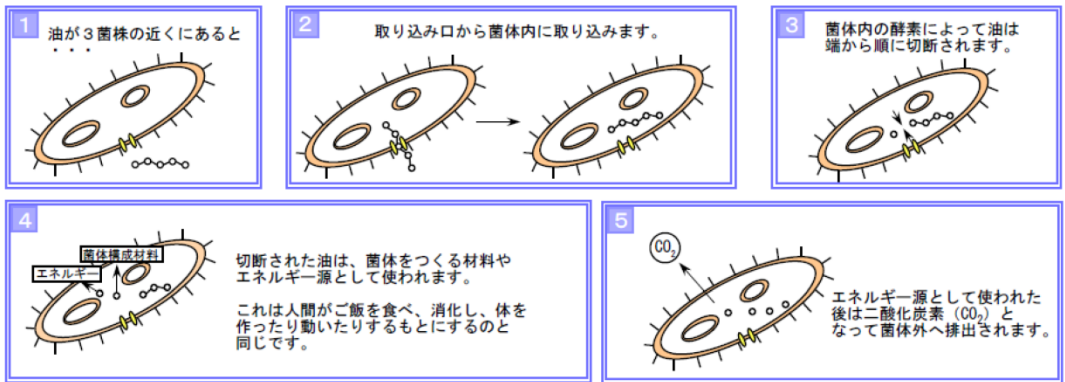 1
油が3菌株の近くにあると
・・・
2
取り込み口から菌体内に取り込みます。
3
菌体内の酵素によって油は
端から順に切断されます。
4
菌体構成材料
エネルギー
切断された油は、菌体をつくる材料や
エネルギー源として使われます。
これは人間がご飯を食べ、消化し、体を
作ったり動いたりするもとにするのと
同じです。
5
CO₂
エネルギー源として使われた
後は二酸化炭素（CO₂）と
なって菌体外へ排出されます。